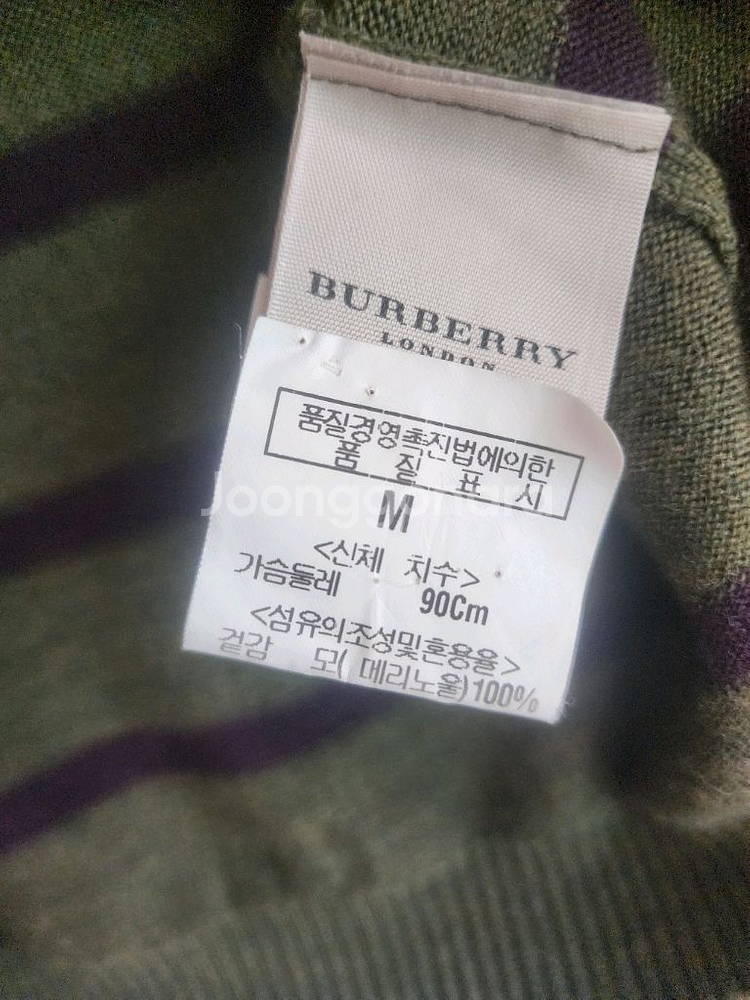 BURBERRY
LONDON
품질경영촉진법에의한
품 질 표 시
Joonggonara
M
<신체 치수>
가슴둘레 90Cm
<섬유의조성및혼용율>
겉감 모( 메리노울)100%